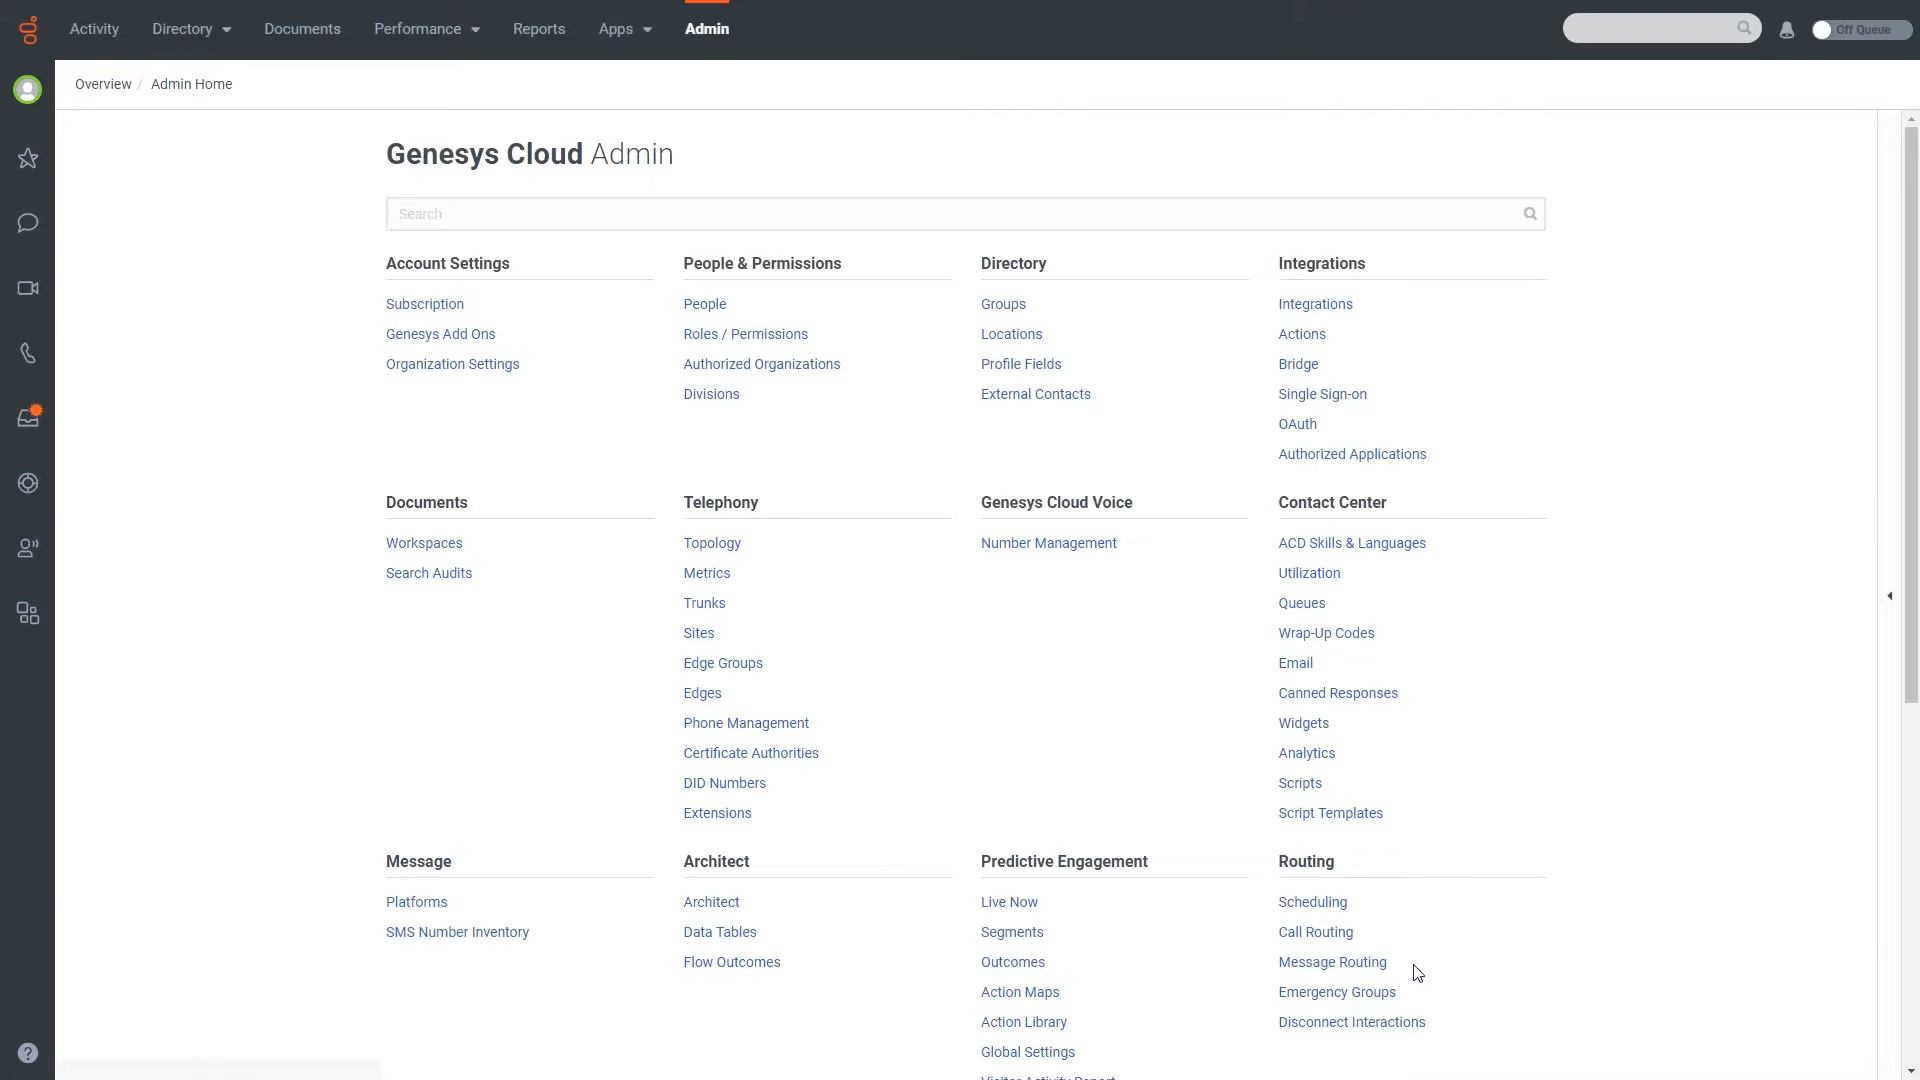 Activity
Directory
Documents
Performance
Reports
Apps
Admin
Off Queue
Overview / Admin Home
Genesys Cloud Admin
Search
Account Settings
Subscription
Genesys Add Ons
Organization Settings
People & Permissions
People
Roles / Permissions
Authorized Organizations
Divisions
Directory
Groups
Locations
Profile Fields
External Contacts
Integrations
Integrations
Actions
Bridge
Single Sign-on
OAuth
Authorized Applications
Documents
Workspaces
Search Audits
Telephony
Topology
Metrics
Trunks
Sites
Edge Groups
Edges
Phone Management
Certificate Authorities
DID Numbers
Extensions
Genesys Cloud Voice
Number Management
Contact Center
ACD Skills & Languages
Utilization
Queues
Wrap-Up Codes
Email
Canned Responses
Widgets
Analytics
Scripts
Script Templates
Message
Platforms
SMS Number Inventory
Architect
Architect
Data Tables
Flow Outcomes
Predictive Engagement
Live Now
Segments
Outcomes
Action Maps
Action Library
Global Settings
Routing
Scheduling
Call Routing
Message Routing
Emergency Groups
Disconnect Interactions